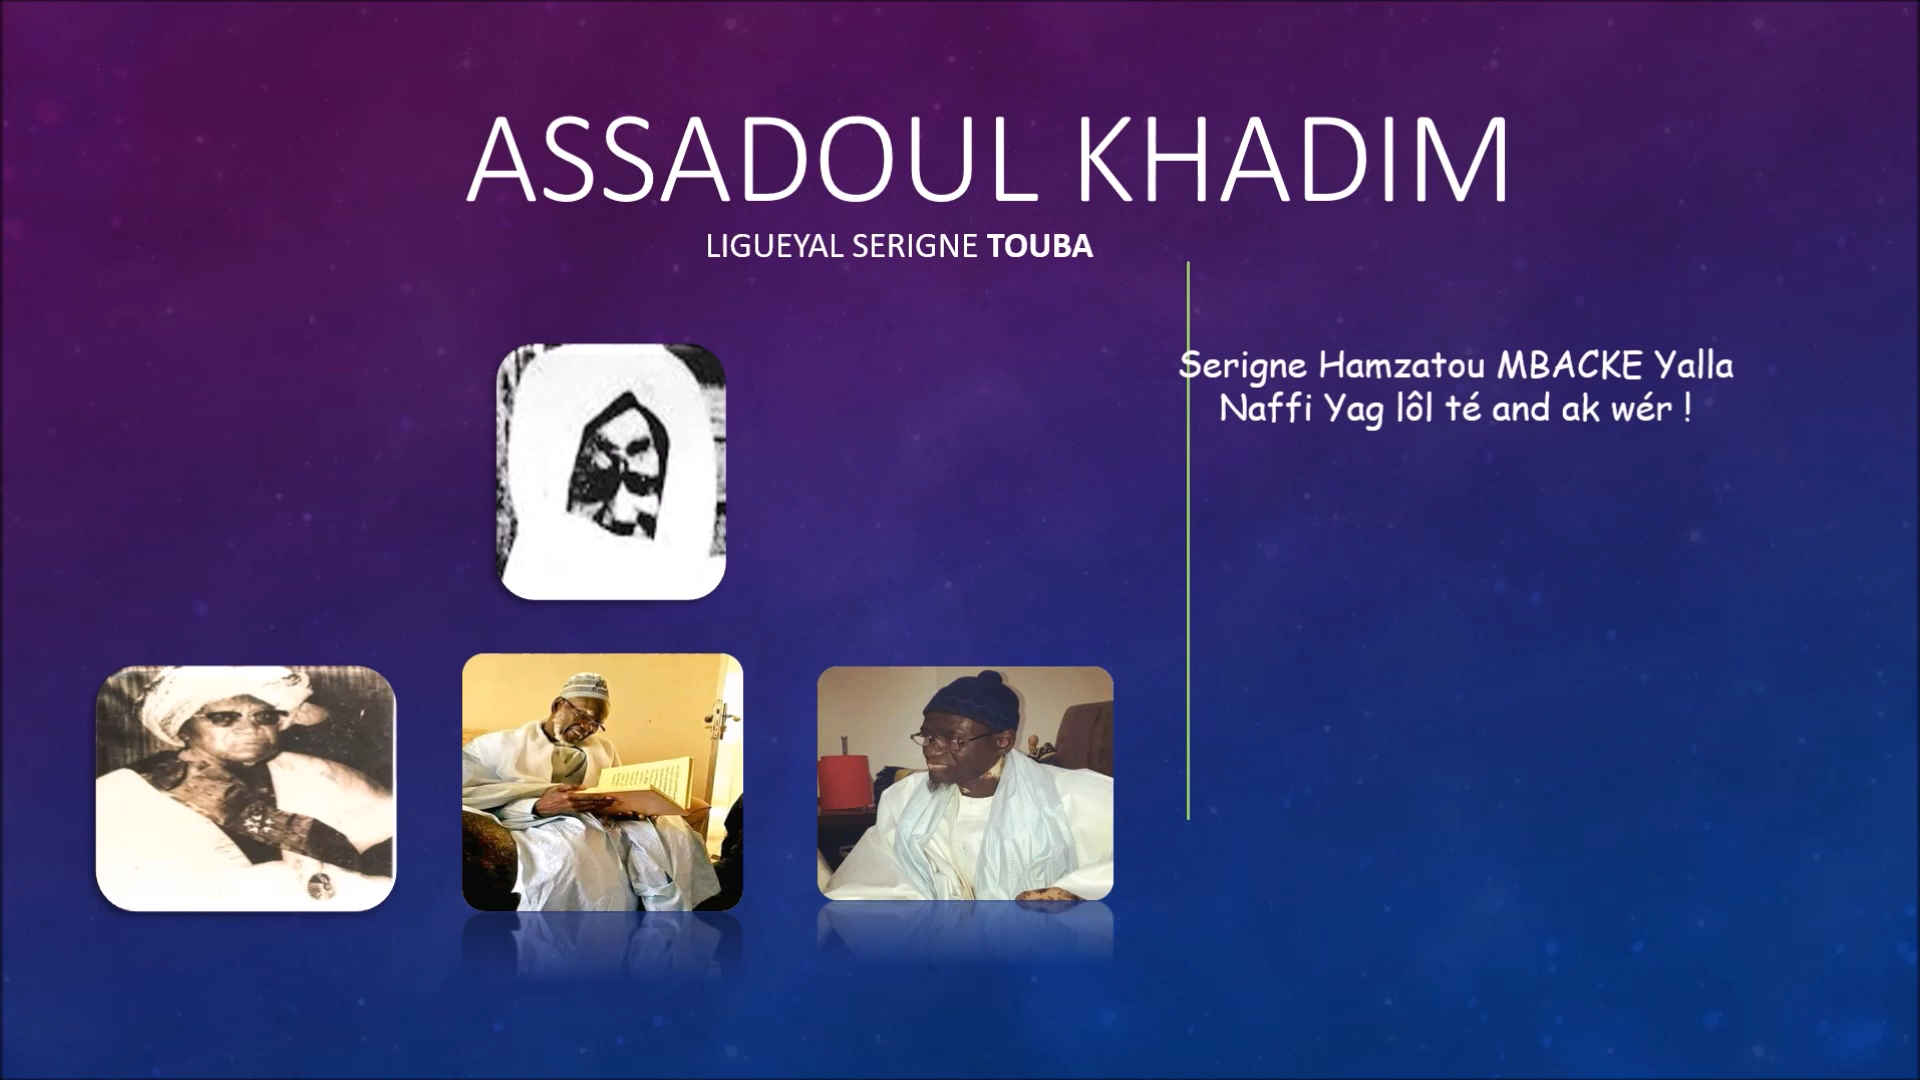 ASSADOUL KHADIM
LIGUEYAL SERIGNE TOUBA
Serigne Hamzatou MBACKE Yalla
Naffi Yag lôl té and ak wér !